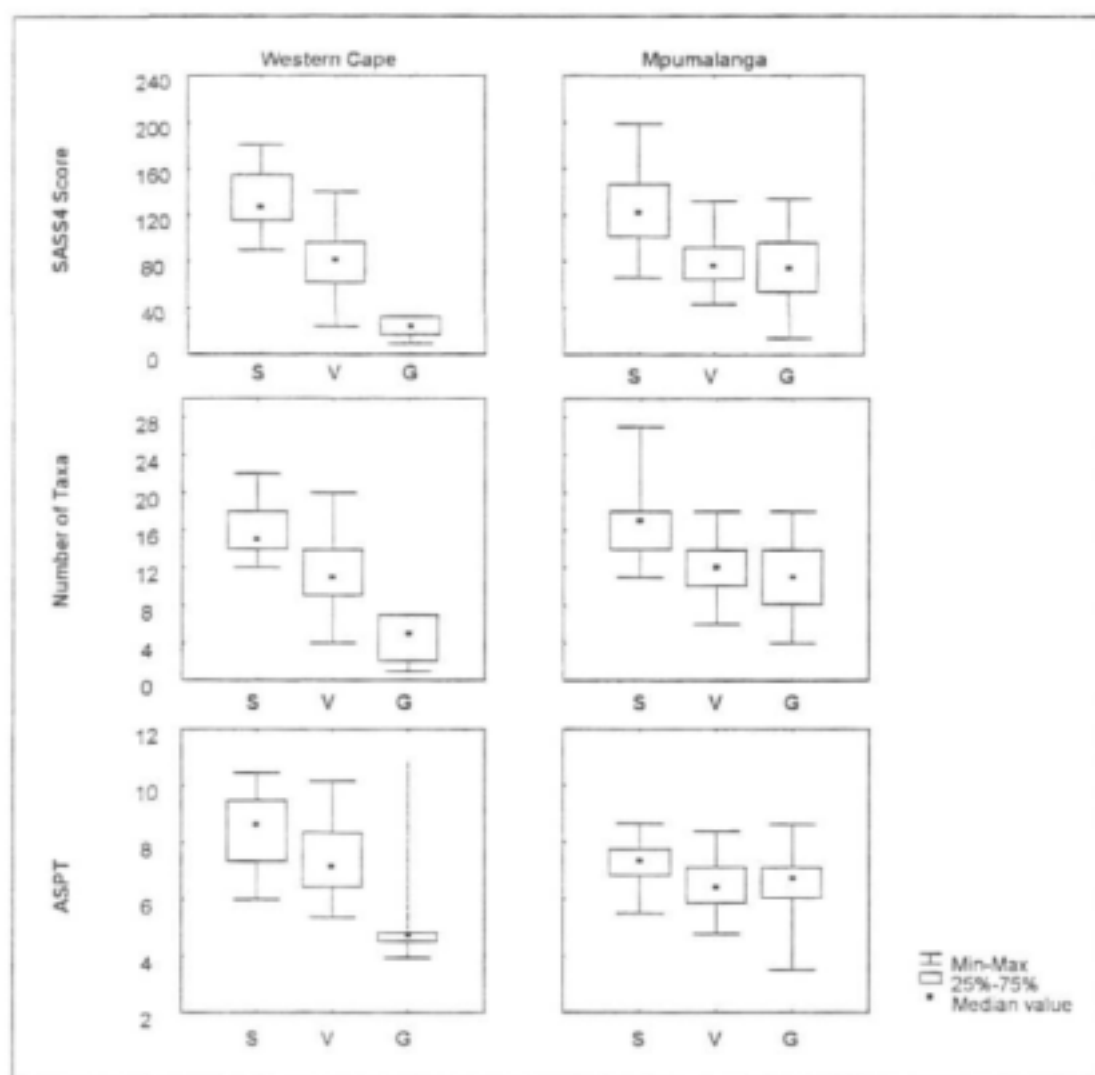 Western Cape Mpumalanga
SASS4 Score
240
200
160
120
80
40
0
S V G S V G
Number of Taxa
28
24
20
16
12
8
4
0
S V G S V G
ASPT
12
10
8
6
4
2
S V G S V G
Min-Max
25%-75%
Median value